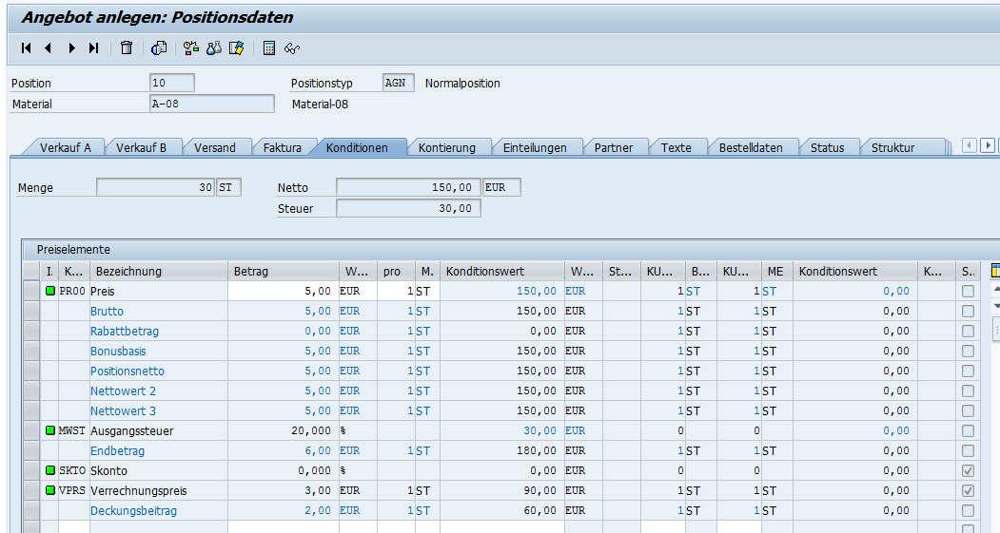 Angebot anlegen: Positionsdaten
Position 10 Positionstyp AGN Normalposition
Material A-08 Material-08
Verkauf A Verkauf B Versand Faktura Konditionen Kontierung Einteilungen Partner Texte Bestelldaten Status Struktur
Menge 30 ST Netto 150,00 EUR
Steuer 30,00
Preiselemente
I. K... Bezeichnung Betrag W... pro M. Konditionswert W... St... KU... B... KU... ME Konditionswert K... S..
PR00 Preis 5,00 EUR 1 ST 150,00 EUR 1 ST 1 ST 0,00
Brutto 5,00 EUR 1 ST 150,00 EUR 1 ST 1 ST 0,00
Rabattbetrag 0,00 EUR 1 ST 0,00 EUR 1 ST 1 ST 0,00
Bonusbasis 5,00 EUR 1 ST 150,00 EUR 1 ST 1 ST 0,00
Positionsnetto 5,00 EUR 1 ST 150,00 EUR 1 ST 1 ST 0,00
Nettowert 2 5,00 EUR 1 ST 150,00 EUR 1 ST 1 ST 0,00
Nettowert 3 5,00 EUR 1 ST 150,00 EUR 1 ST 1 ST 0,00
MWST Ausgangssteuer 20,000 % 30,00 EUR 0 0 0,00
Endbetrag 6,00 EUR 1 ST 180,00 EUR 1 ST 1 ST 0,00
SKTO Skonto 0,000 % 0,00 EUR 0 0 0,00
VPRS Verrechnungspreis 3,00 EUR 1 ST 90,00 EUR 1 ST 1 ST 0,00
Deckungsbeitrag 2,00 EUR 1 ST 60,00 EUR 1 ST 1 ST 0,00